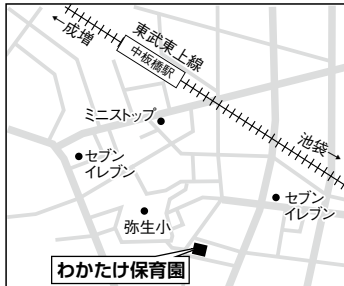 ←成増
東武東上線
中板橋駅
ミニストップ
池袋→
セブン
イレブン
セブン
イレブン
弥生小
わかたけ保育園